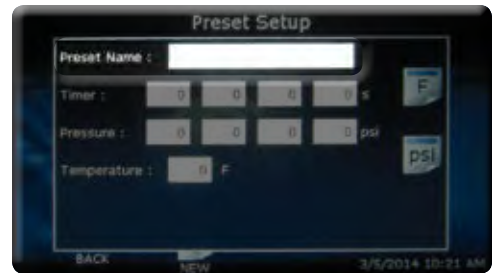 Preset Setup
Preset Name :
Timer : 0 0 0 0 s F
Pressure : 0 0 0 0 psi
psi
Temperature : 0 F
BACK NEW 3/5/2014 10:21 AM